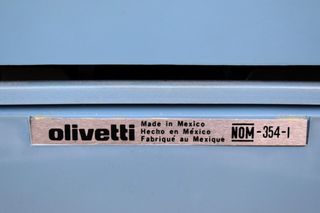 olivetti
Made in Mexico
Hecho en México
Fabriqué au Mexique
NOM-354-I